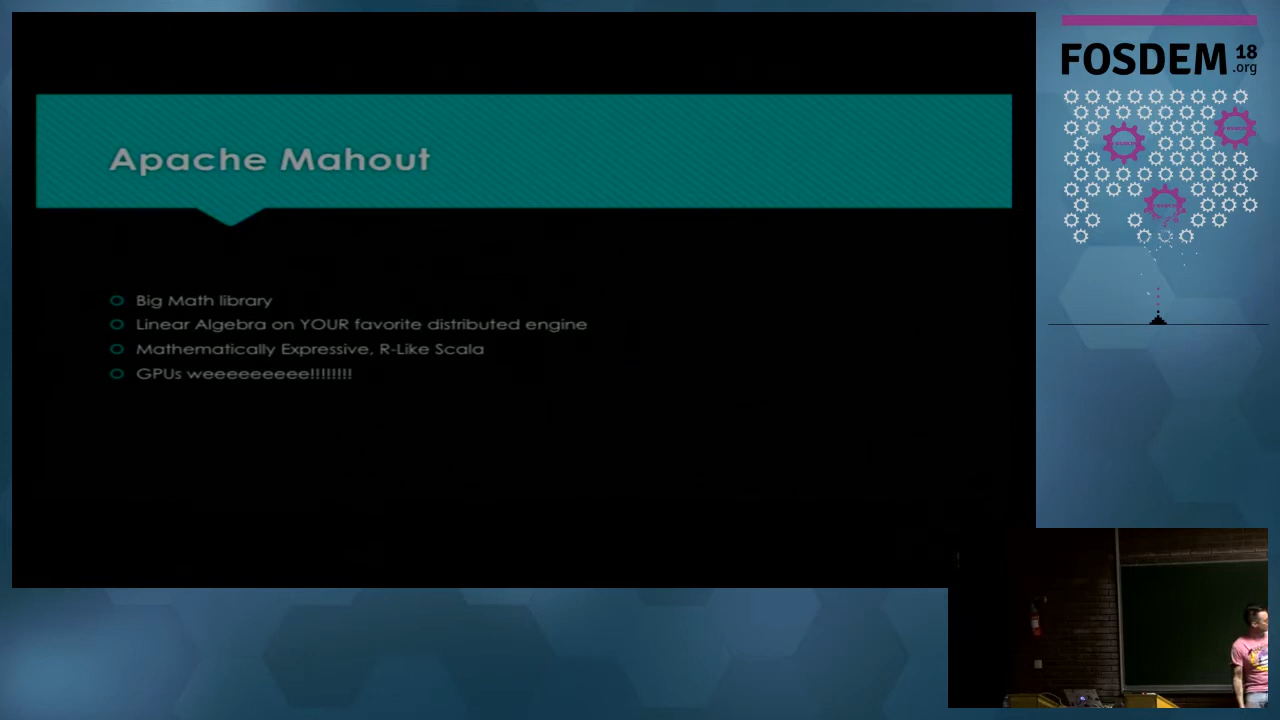 Apache Mahout
Big Math library
Linear Algebra on YOUR favorite distributed engine
Mathematically Expressive, R-Like Scala
GPUs weeeeeeeee!!!!!!!!
FOSDEM 18
.org